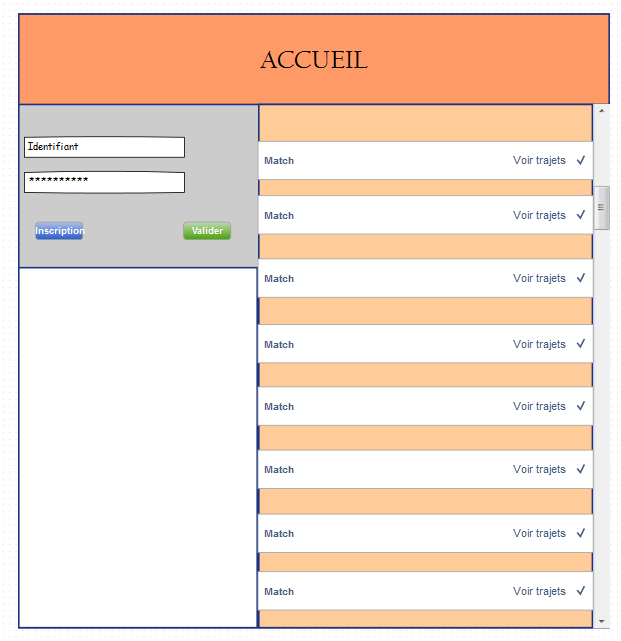 ACCUEIL
Identifiant
**********
Inscription Valider
Match Voir trajets
Match Voir trajets
Match Voir trajets
Match Voir trajets
Match Voir trajets
Match Voir trajets
Match Voir trajets
Match Voir trajets